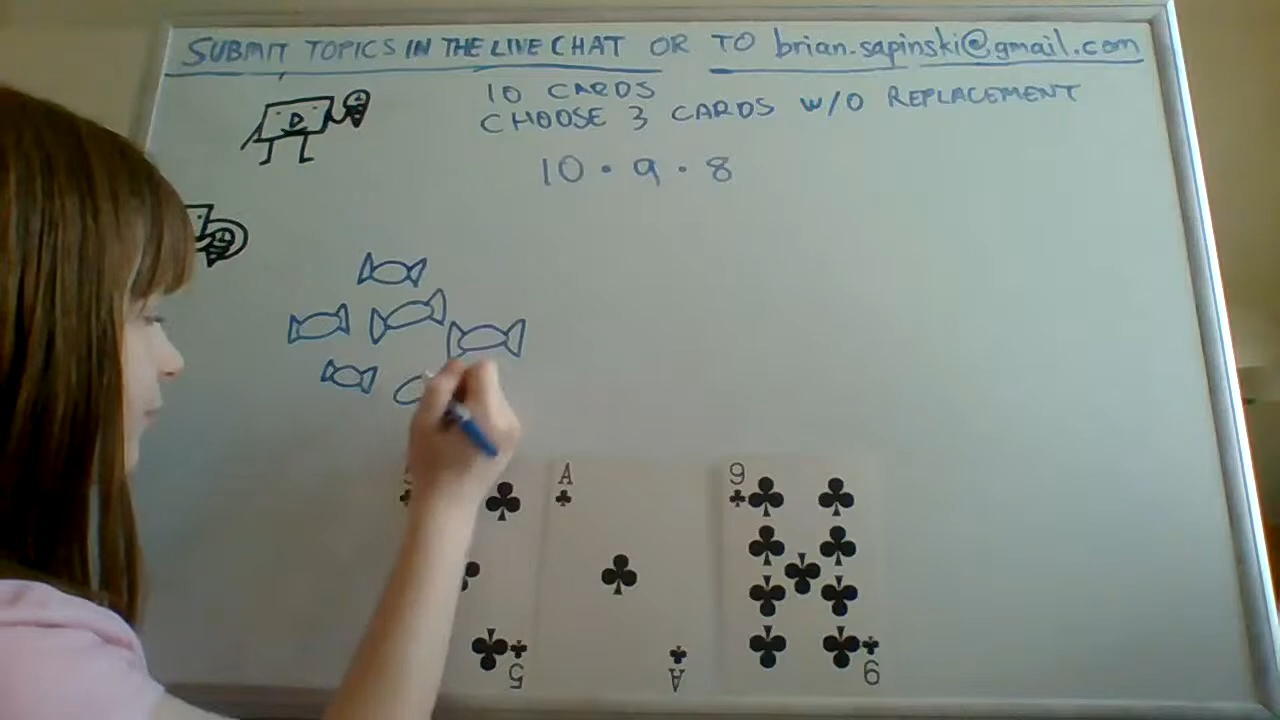 SUBMIT TOPICS IN THE LIVE CHAT OR TO brian.sapinski@gmail.com
10 CARDS
CHOOSE 3 CARDS W/O REPLACEMENT
10 • 9 • 8
A
9
5
A
9